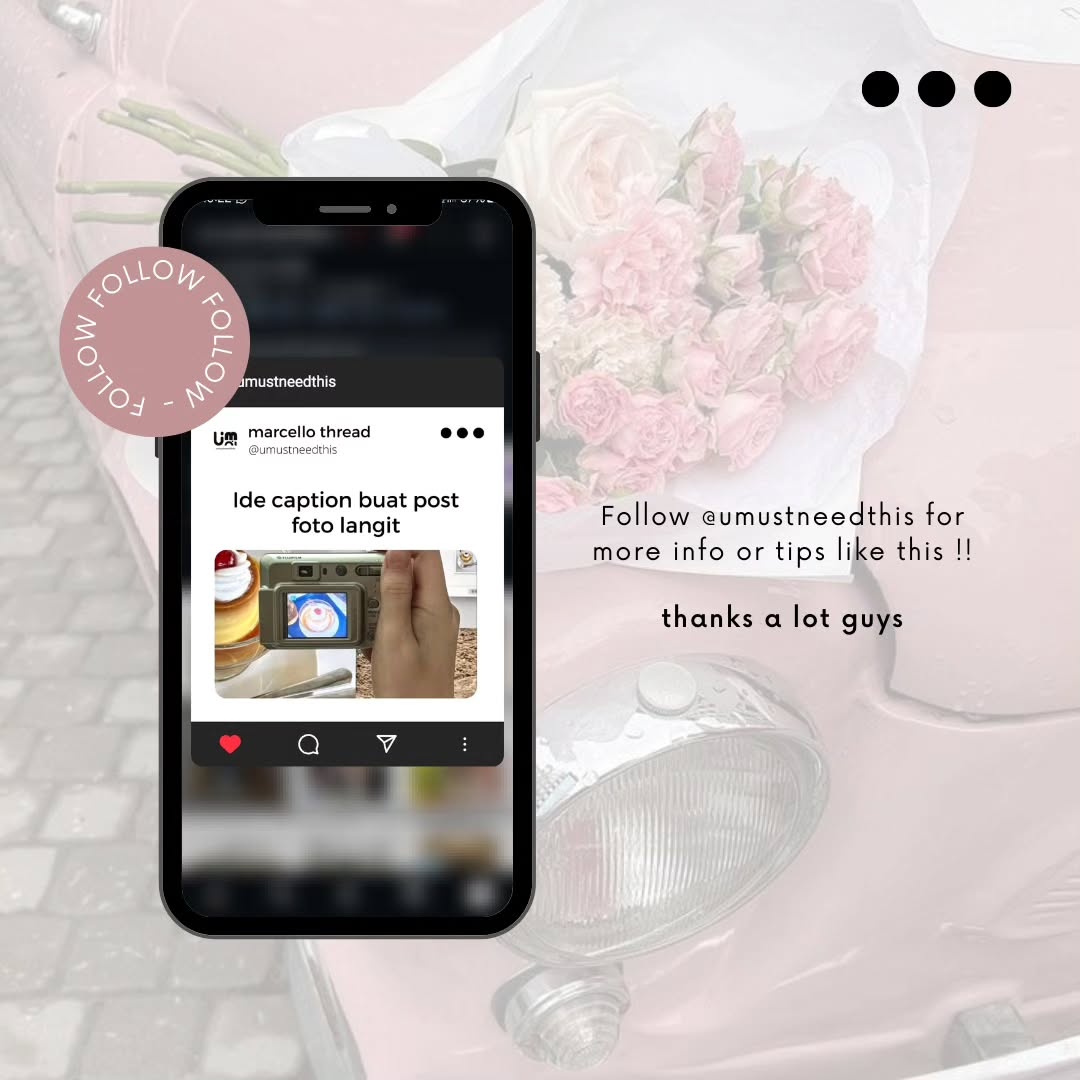 FOLLOW FOLLOW FOLLOW - FOLLOW
umustneedthis
marcello thread
@umustneedthis
Ide caption buat post
foto langit
Follow @umustneedthis for
more info or tips like this !!
thanks a lot guys